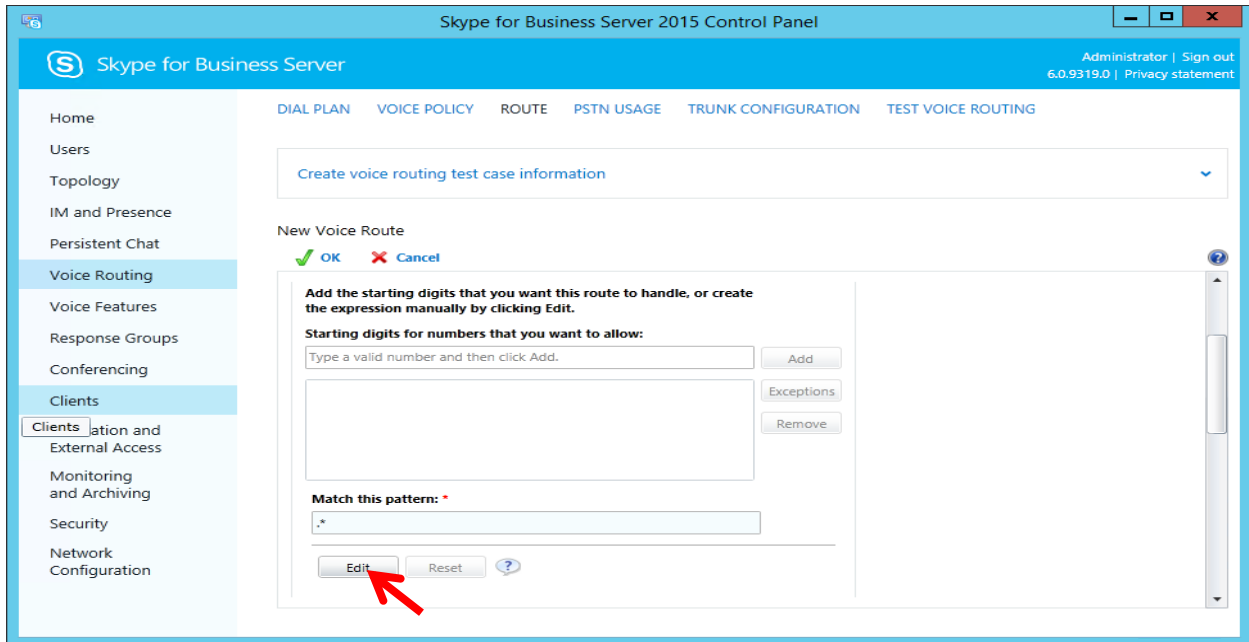 Skype for Business Server 2015 Control Panel
Skype for Business Server
Administrator | Sign out
6.0.9319.0 | Privacy statement
Home
Users
Topology
IM and Presence
Persistent Chat
Voice Routing
Voice Features
Response Groups
Conferencing
Clients
Clients ation and
External Access
Monitoring
and Archiving
Security
Network
Configuration
DIAL PLAN VOICE POLICY ROUTE PSTN USAGE TRUNK CONFIGURATION TEST VOICE ROUTING
Create voice routing test case information
New Voice Route
OK Cancel
Add the starting digits that you want this route to handle, or create
the expression manually by clicking Edit.
Starting digits for numbers that you want to allow:
Type a valid number and then click Add.
Add
Exceptions
Remove
Match this pattern: *
.*
Edit Reset